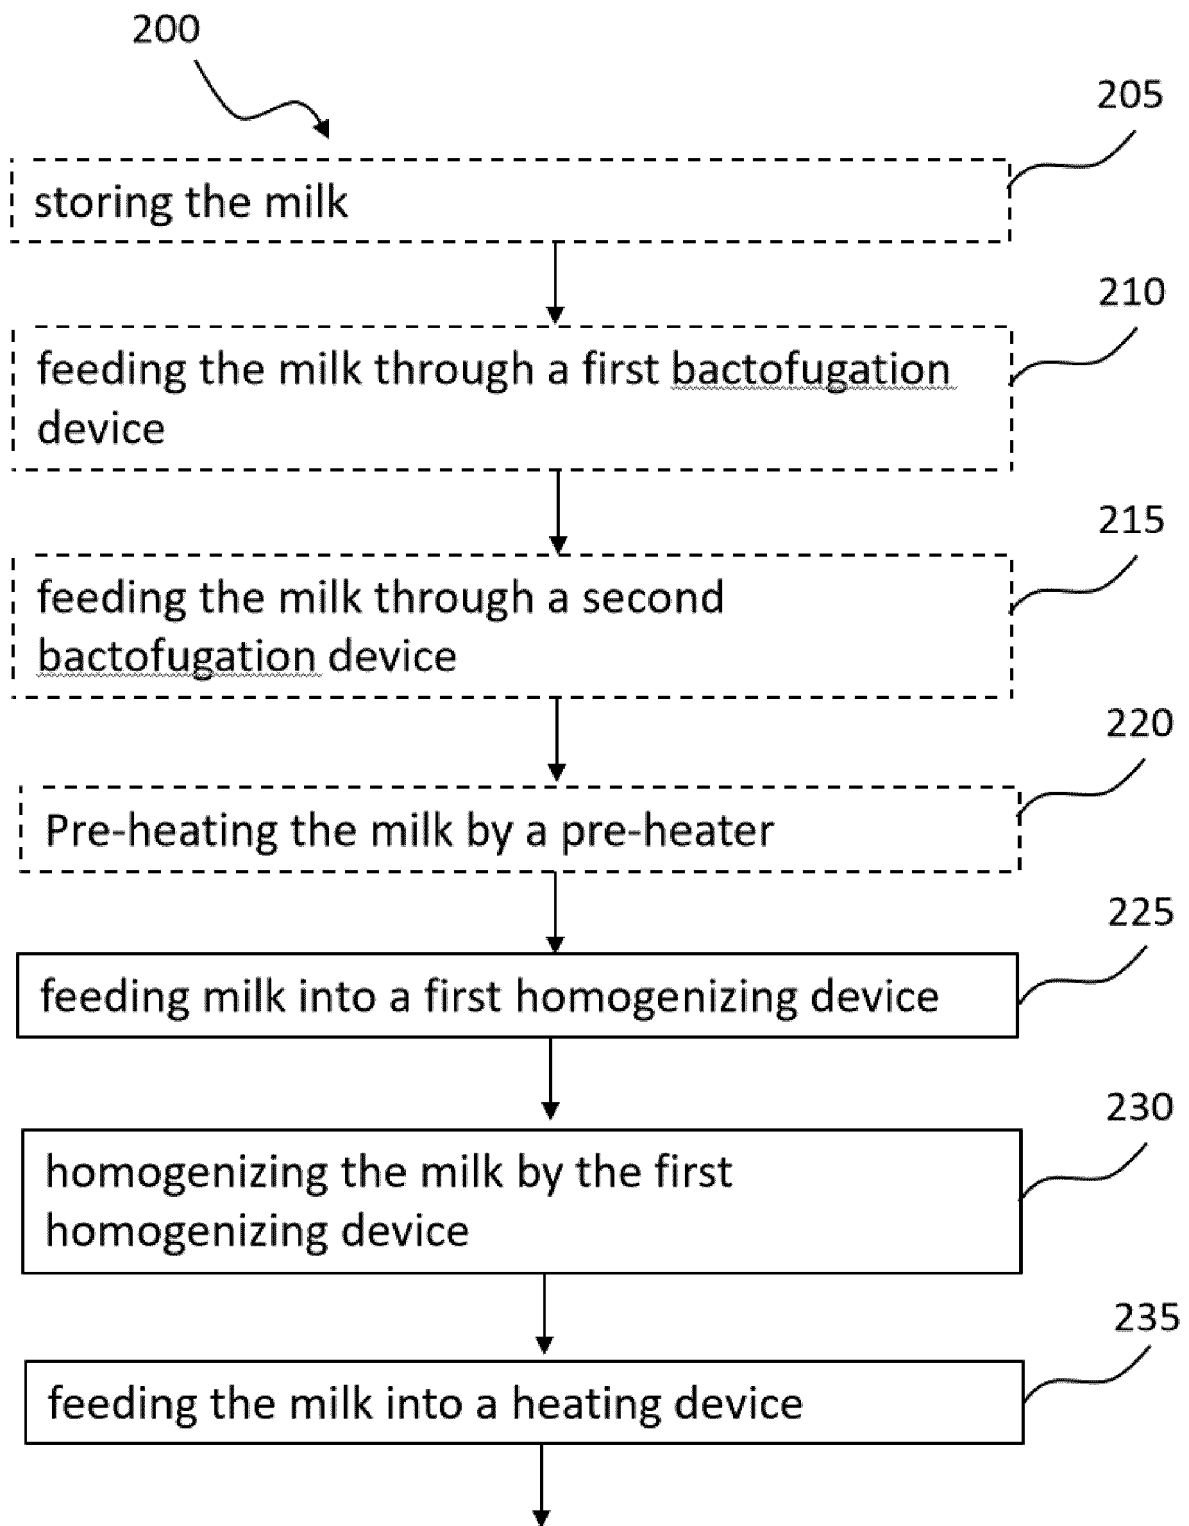 200
205
storing the milk
210
feeding the milk through a first bactofugation
device
215
feeding the milk through a second
bactofugation device
220
Pre-heating the milk by a pre-heater
225
feeding milk into a first homogenizing device
230
homogenizing the milk by the first
homogenizing device
235
feeding the milk into a heating device